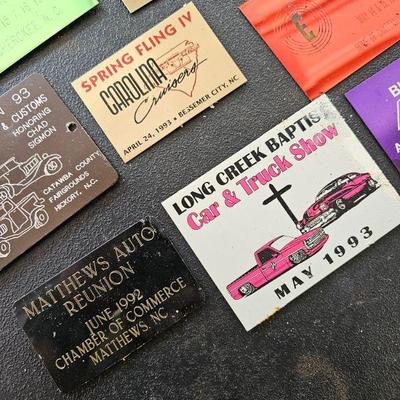 CHEROKEE, N.C.
SPRING FLING IV
CAROLINA
Cruisers
APRIL 24, 1993 • BESSEMER CITY, NC
93
& CUSTOMS
HONORING
CHAD
SIGMON
CATAWBA COUNTY
FAIRGROUNDS
HICKORY, N.C.
LONG CREEK BAPTIS
Car & Truck Show
MAY 1993
MATTHEWS AUTO
REUNION
JUNE 1992
CHAMBER OF COMMERCE
MATTHEWS, NC